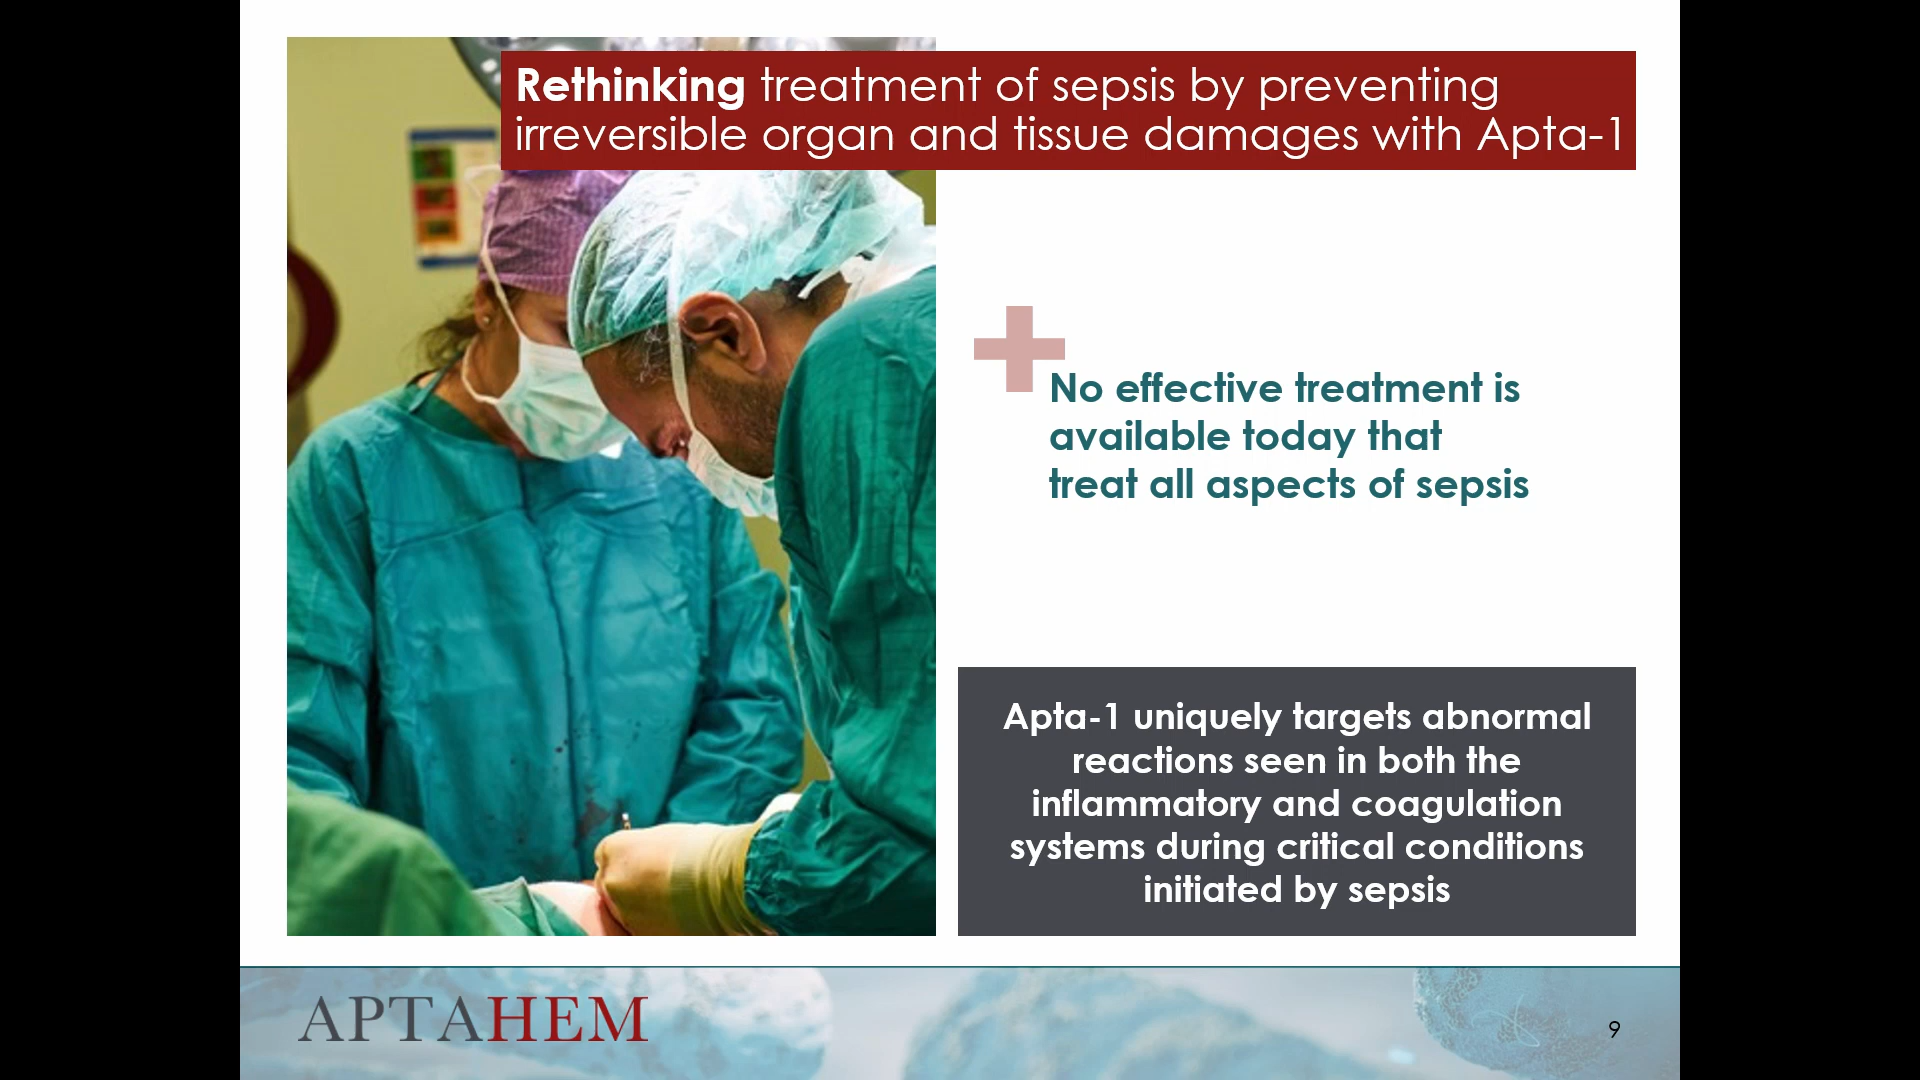 Rethinking treatment of sepsis by preventing
irreversible organ and tissue damages with Apta-1
No effective treatment is
available today that
treat all aspects of sepsis
Apta-1 uniquely targets abnormal
reactions seen in both the
inflammatory and coagulation
systems during critical conditions
initiated by sepsis
APTAHEM
9